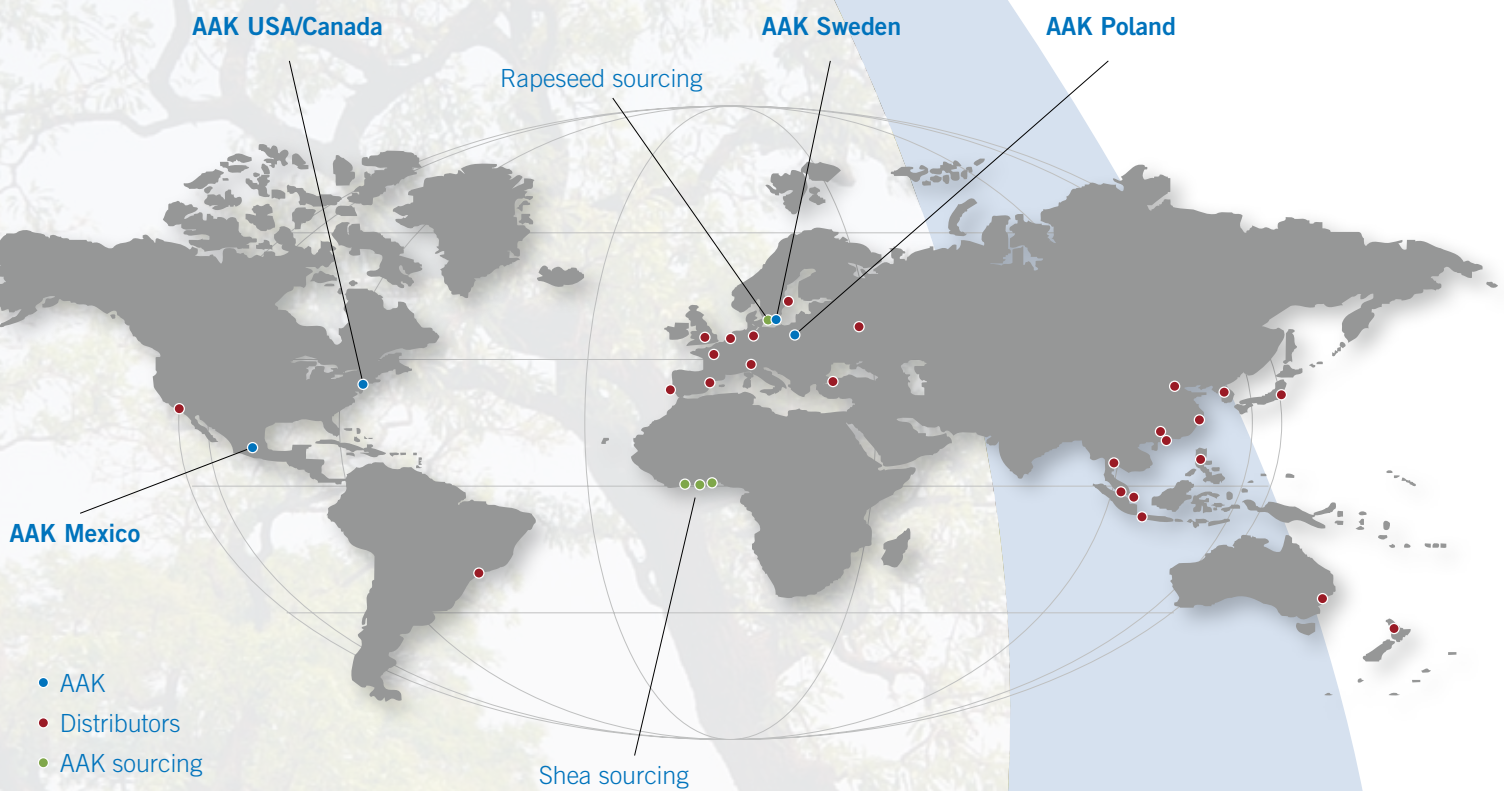 AAK USA/Canada
AAK Sweden
AAK Poland
Rapeseed sourcing
AAK Mexico
AAK
Distributors
AAK sourcing
Shea sourcing